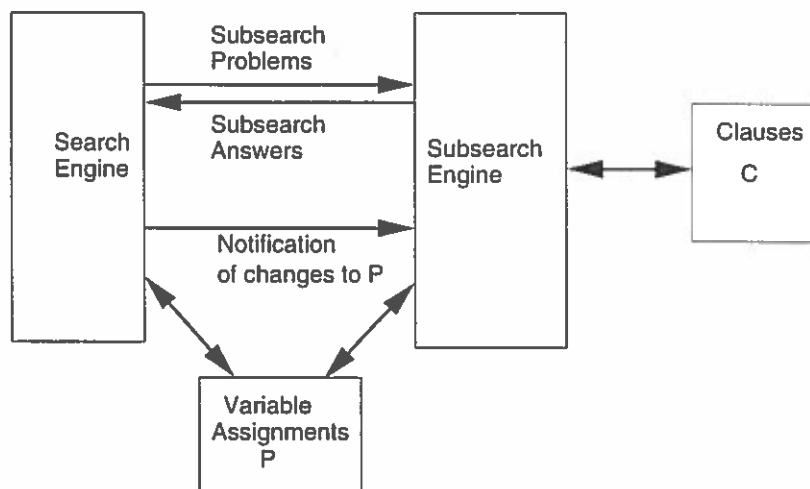 Subsearch
Problems
Subsearch
Answers
Search
Engine
Notification
of changes to P
Subsearch
Engine
Clauses
C
Variable
Assignments
P